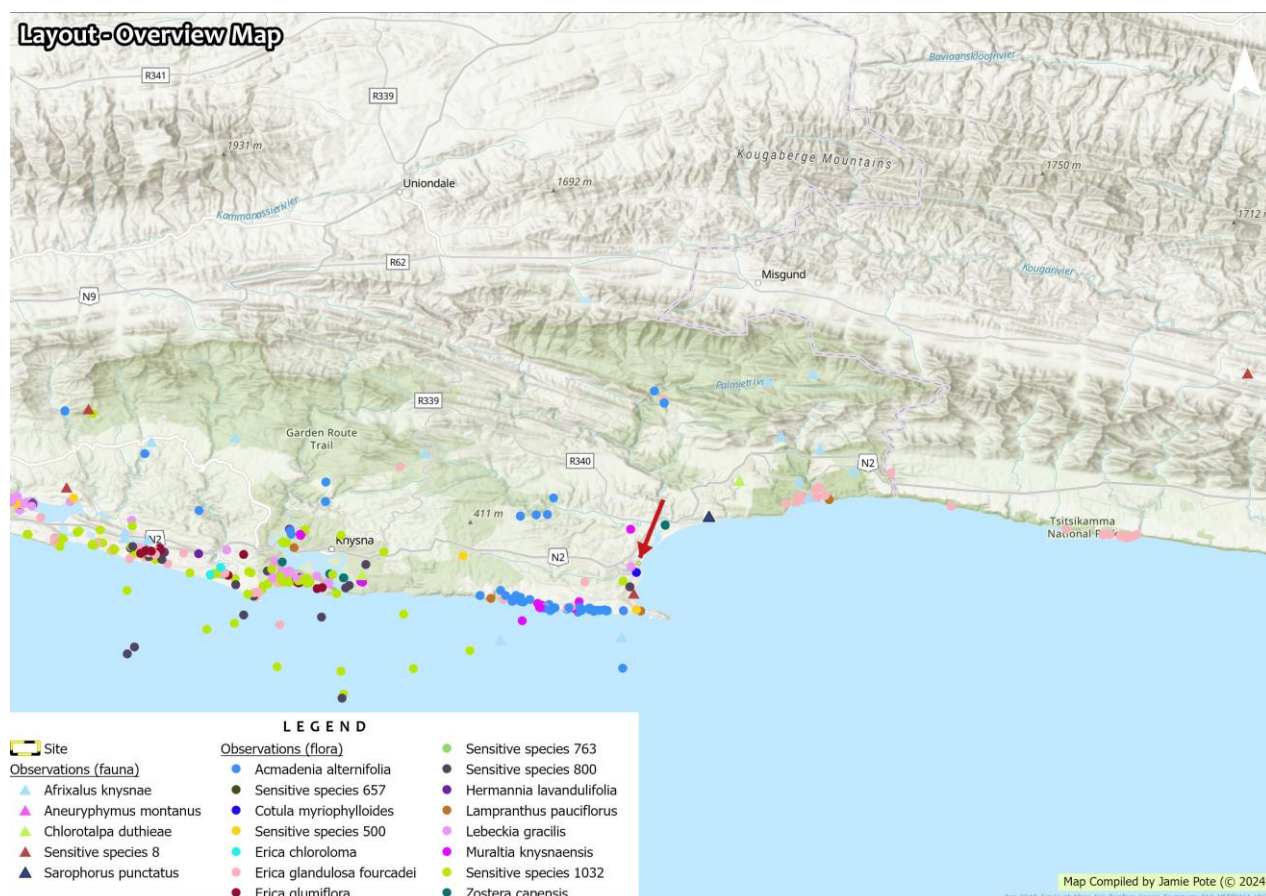 Layout - Overview Map
Baviaanskloofrivier
R341
R339
1931 m
Kougaberge Mountains
1750 m
Uniondale
1692 m
Kammanassierivier
1712 m
R62
Kougarivier
Misgund
N9
Palmietrivier
R339
Garden Route
Trail
R340
N2
411 m
Tsitsikamma
National Park
N2
Knysna
N2
LEGEND
Site
Observations (fauna)
Afrixalus knysnae
Aneuryphymus montanus
Chlorotalpa duthieae
Sensitive species 8
Sarophorus punctatus
Observations (flora)
Acmadenia alternifolia
Sensitive species 657
Cotula myriophylloides
Sensitive species 500
Erica chloroloma
Erica glandulosa fourcadei
Erica glumiflora
Sensitive species 763
Sensitive species 800
Hermannia lavandulifolia
Lampranthus pauciflorus
Lebeckia gracilis
Muraltia knysnaensis
Sensitive species 1032
Zostera capensis
Map Compiled by Jamie Pote (© 2024